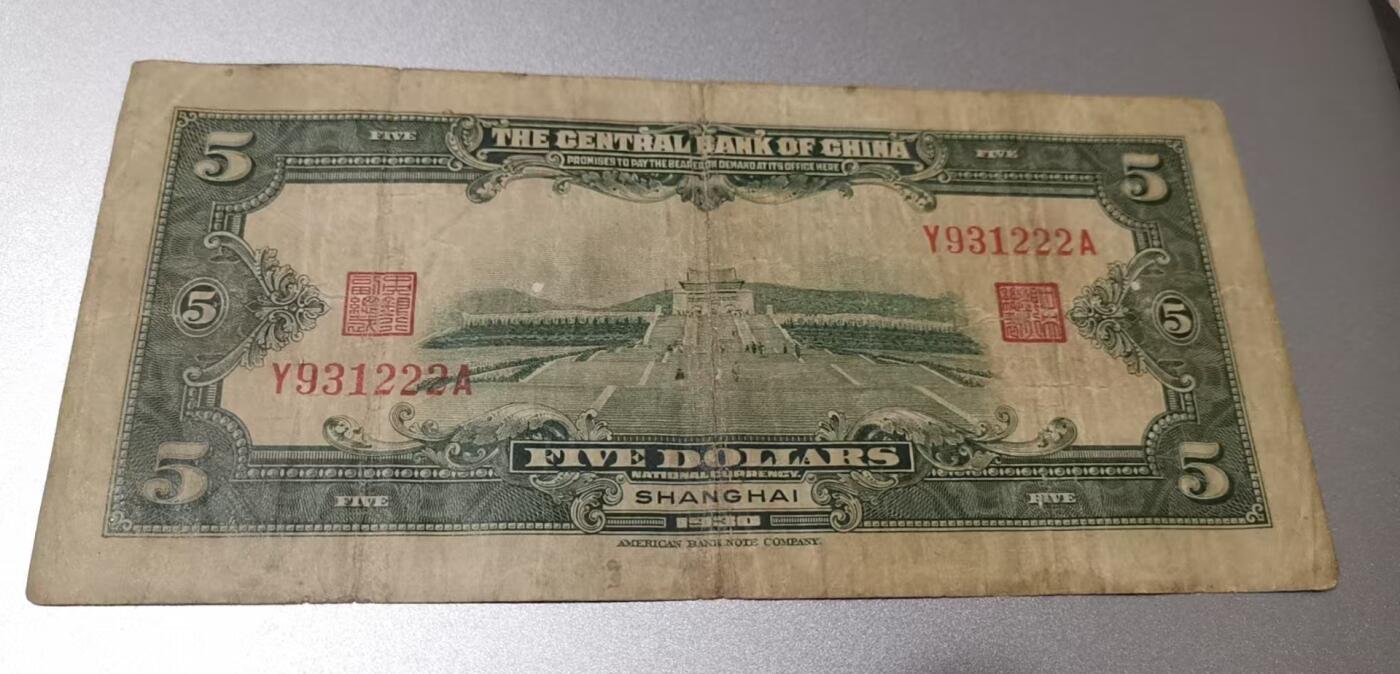 5 FIVE THE CENTRAL BANK OF CHINA FIVE 5
PROMISES TO PAY THE BEARER ON DEMAND AT ITS OFFICE HERE
Y931222A
5 5
Y931222A
5 FIVE DOLLARS 5
NATIONAL CURRENCY.
FIVE SHANGHAI FIVE
1930
AMERICAN BANK NOTE COMPANY.